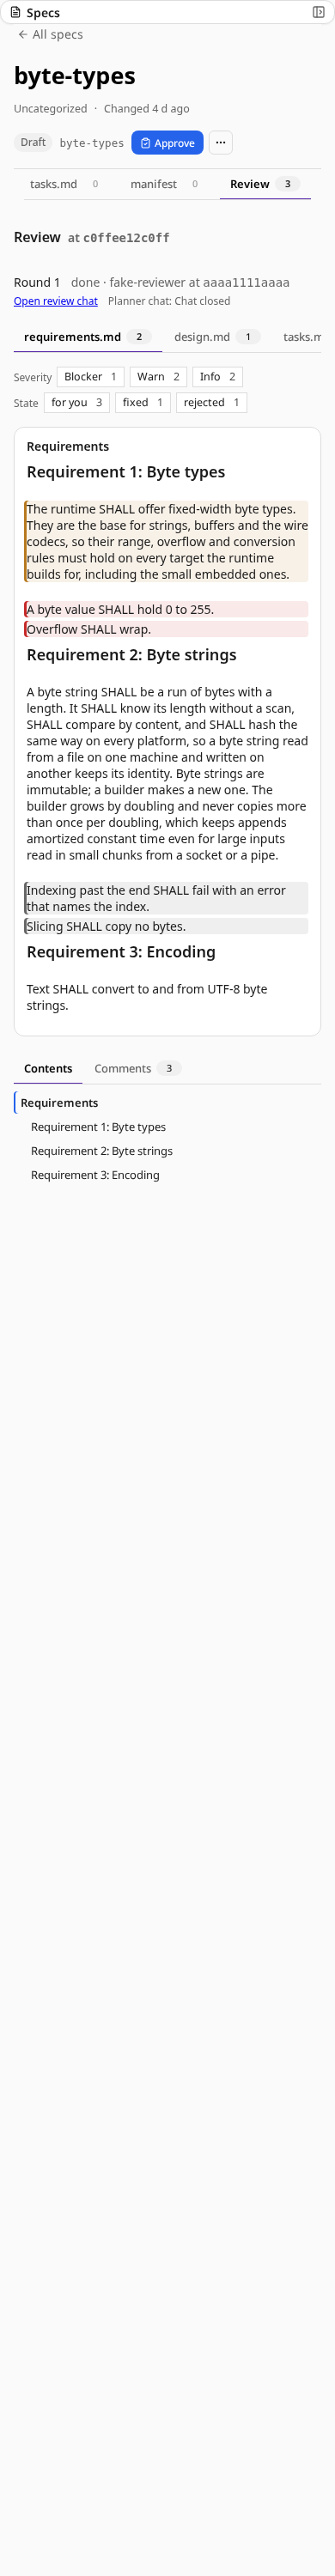 Specs
All specs
byte-types
Uncategorized · Changed 4 d ago
Draft byte-types Approve
tasks.md 0 manifest 0 Review 3
Review at c0ffee12c0ff
Round 1 done · fake-reviewer at aaaa1111aaaa
Open review chat Planner chat: Chat closed
requirements.md 2 design.md 1 tasks.m
Severity Blocker 1 Warn 2 Info 2
State for you 3 fixed 1 rejected 1
Requirements
Requirement 1: Byte types
The runtime SHALL offer fixed-width byte types.
They are the base for strings, buffers and the wire
codecs, so their range, overflow and conversion
rules must hold on every target the runtime
builds for, including the small embedded ones.
A byte value SHALL hold 0 to 255.
Overflow SHALL wrap.
Requirement 2: Byte strings
A byte string SHALL be a run of bytes with a
length. It SHALL know its length without a scan,
SHALL compare by content, and SHALL hash the
same way on every platform, so a byte string read
from a file on one machine and written on
another keeps its identity. Byte strings are
immutable; a builder makes a new one. The
builder grows by doubling and never copies more
than once per doubling, which keeps appends
amortized constant time even for large inputs
read in small chunks from a socket or a pipe.
Indexing past the end SHALL fail with an error
that names the index.
Slicing SHALL copy no bytes.
Requirement 3: Encoding
Text SHALL convert to and from UTF-8 byte
strings.
Contents Comments 3
Requirements
Requirement 1: Byte types
Requirement 2: Byte strings
Requirement 3: Encoding